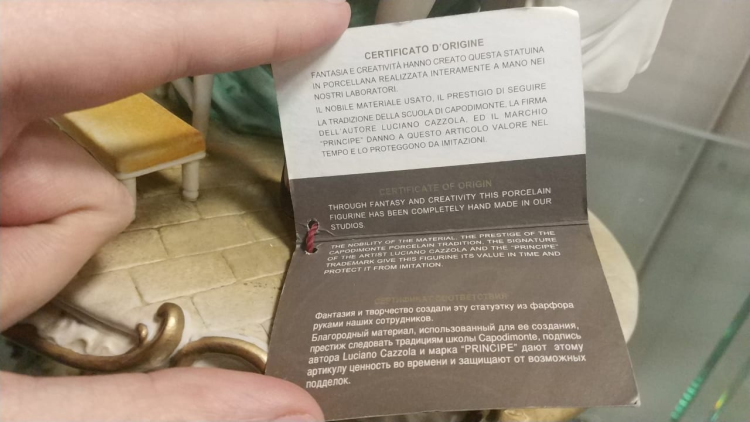 CERTIFICATO D'ORIGINE
FANTASIA E CREATIVITÀ HANNO CREATO QUESTA STATUINA
IN PORCELLANA REALIZZATA INTERAMENTE A MANO NEI
NOSTRI LABORATORI.
IL NOBILE MATERIALE USATO, IL PRESTIGIO DI SEGUIRE
LA TRADIZIONE DELLA SCUOLA DI CAPODIMONTE, LA FIRMA
DELL'AUTORE LUCIANO CAZZOLA, ED IL MARCHIO
"PRINCIPE" DANNO A QUESTO ARTICOLO VALORE NEL
TEMPO E LO PROTEGGONO DA IMITAZIONI.
CERTIFICATE OF ORIGIN
THROUGH FANTASY AND CREATIVITY THIS PORCELAIN
FIGURINE HAS BEEN COMPLETELY HAND MADE IN OUR
STUDIOS.
THE NOBILITY OF THE MATERIAL, THE PRESTIGE OF THE
CAPODIMONTE PORCELAIN TRADITION, THE SIGNATURE
OF THE ARTIST LUCIANO CAZZOLA AND THE "PRINCIPE"
TRADEMARK GIVE THIS FIGURINE ITS VALUE IN TIME AND
PROTECT IT FROM IMITATION.
Фантазия и творчество создали эту статуэтку из фарфора
руками наших сотрудников.
Благородный материал, использованный для ее создания,
престиж следовать традициям школы Capodimonte, подпись
автора Luciano Cazzola и марка "PRINCIPE" дают этому
артикулу ценность во времени и защищают от возможных
подделок.